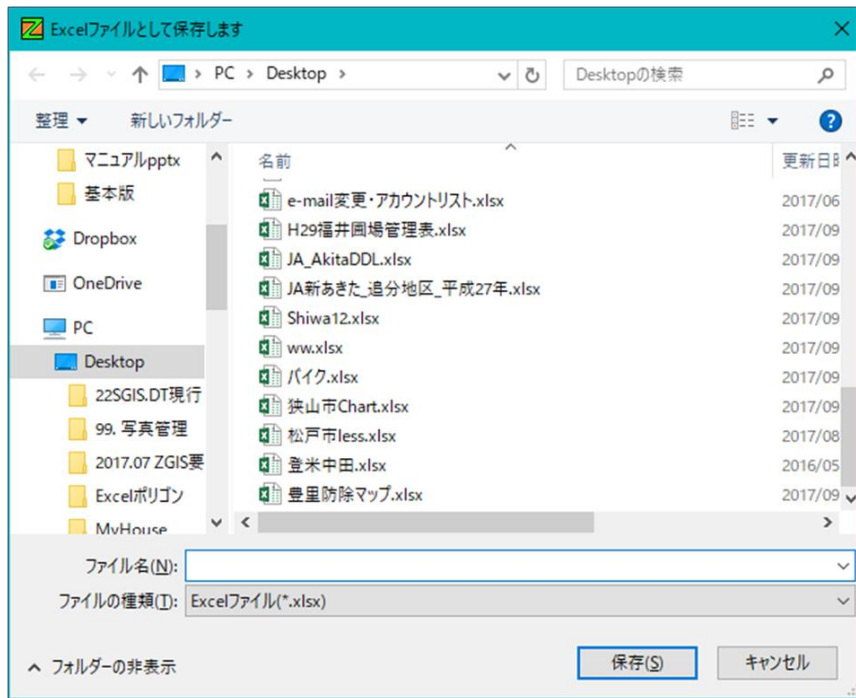 Excelファイルとして保存します
PC > Desktop >
Desktopの検索
整理
新しいフォルダー
マニュアルpptx
基本版
Dropbox
OneDrive
PC
Desktop
22SGIS.DT現行
99. 写真管理
2017.07 ZGIS要
Excelポリゴン
MyHouse
名前 更新日時
e-mail変更・アカウントリスト.xlsx 2017/06
H29福井圃場管理表.xlsx 2017/09
JA_AkitaDDL.xlsx 2017/09
JA新あきた_追分地区_平成27年.xlsx 2017/09
Shiwa12.xlsx 2017/09
ww.xlsx 2017/09
バイク.xlsx 2017/09
狭山市Chart.xlsx 2017/09
松戸市less.xlsx 2017/08
登米中田.xlsx 2016/05
豊里防除マップ.xlsx 2017/09
ファイル名(N):
ファイルの種類(T): Excelファイル(*.xlsx)
フォルダーの非表示
保存(S)
キャンセル